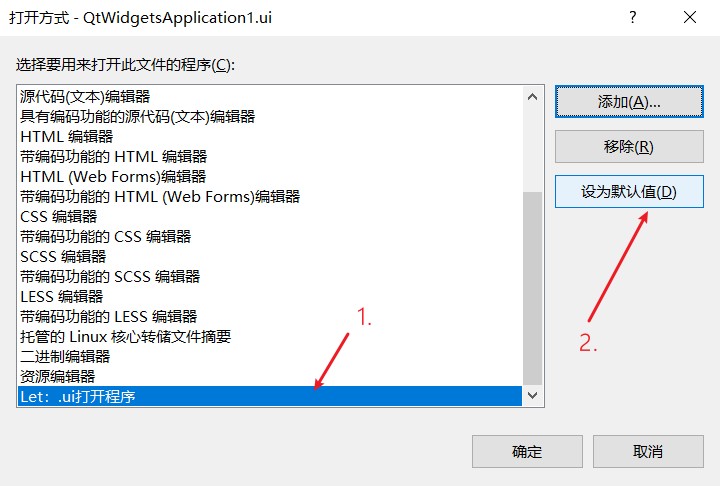 打开方式 - QtWidgetsApplication1.ui
?
选择要用来打开此文件的程序(C):
源代码(文本)编辑器
具有编码功能的源代码(文本)编辑器
HTML 编辑器
带编码功能的 HTML 编辑器
HTML (Web Forms)编辑器
带编码功能的 HTML (Web Forms)编辑器
CSS 编辑器
带编码功能的 CSS 编辑器
SCSS 编辑器
带编码功能的 SCSS 编辑器
LESS 编辑器
带编码功能的 LESS 编辑器
托管的 Linux 核心转储文件摘要
二进制编辑器
资源编辑器
Let：.ui打开程序
添加(A)...
移除(R)
设为默认值(D)
1.
2.
确定
取消